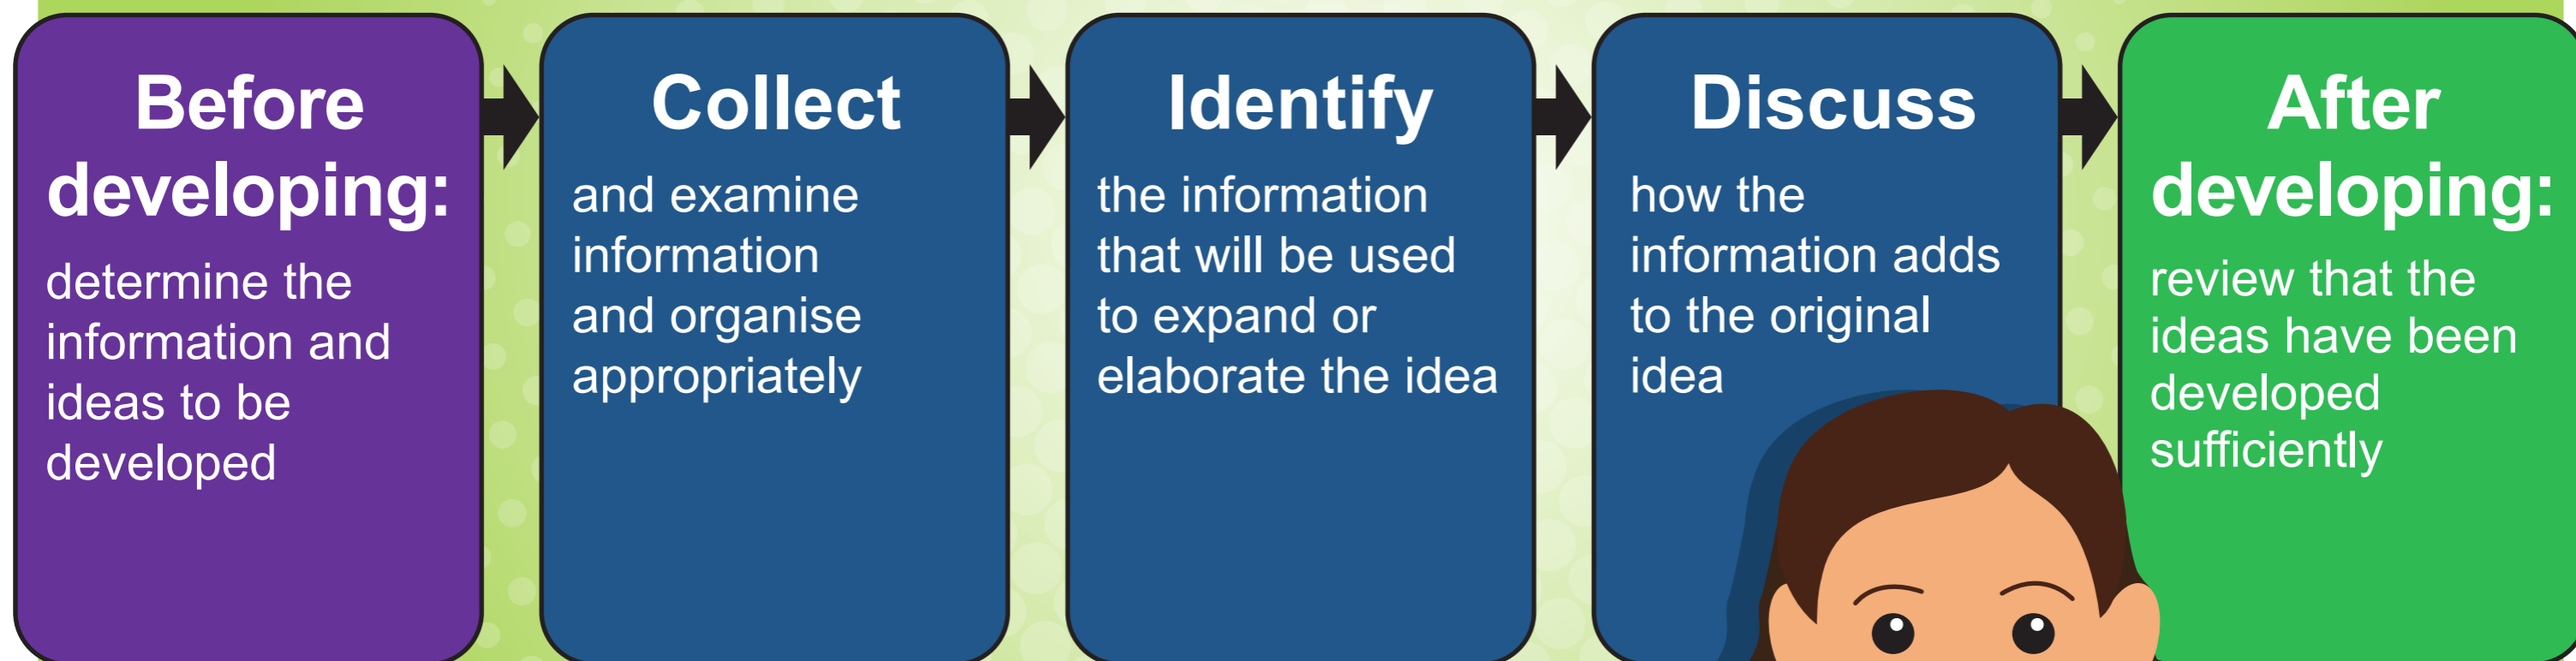 Before
developing:
determine the
information and
ideas to be
developed
Collect
and examine
information
and organise
appropriately
Identify
the information
that will be used
to expand or
elaborate the idea
Discuss
how the
information adds
to the original
idea
After
developing:
review that the
ideas have been
developed
sufficiently